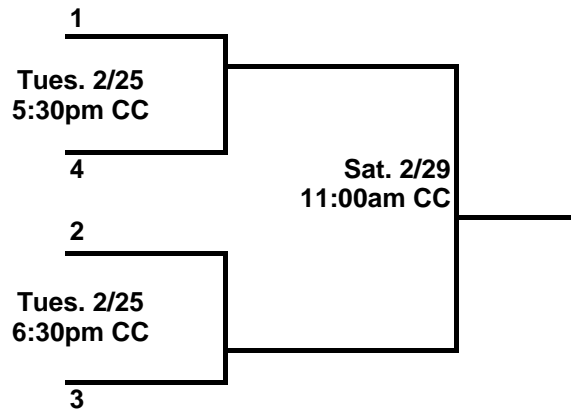 1
Tues. 2/25
5:30pm CC
4
Sat. 2/29
11:00am CC
2
Tues. 2/25
6:30pm CC
3